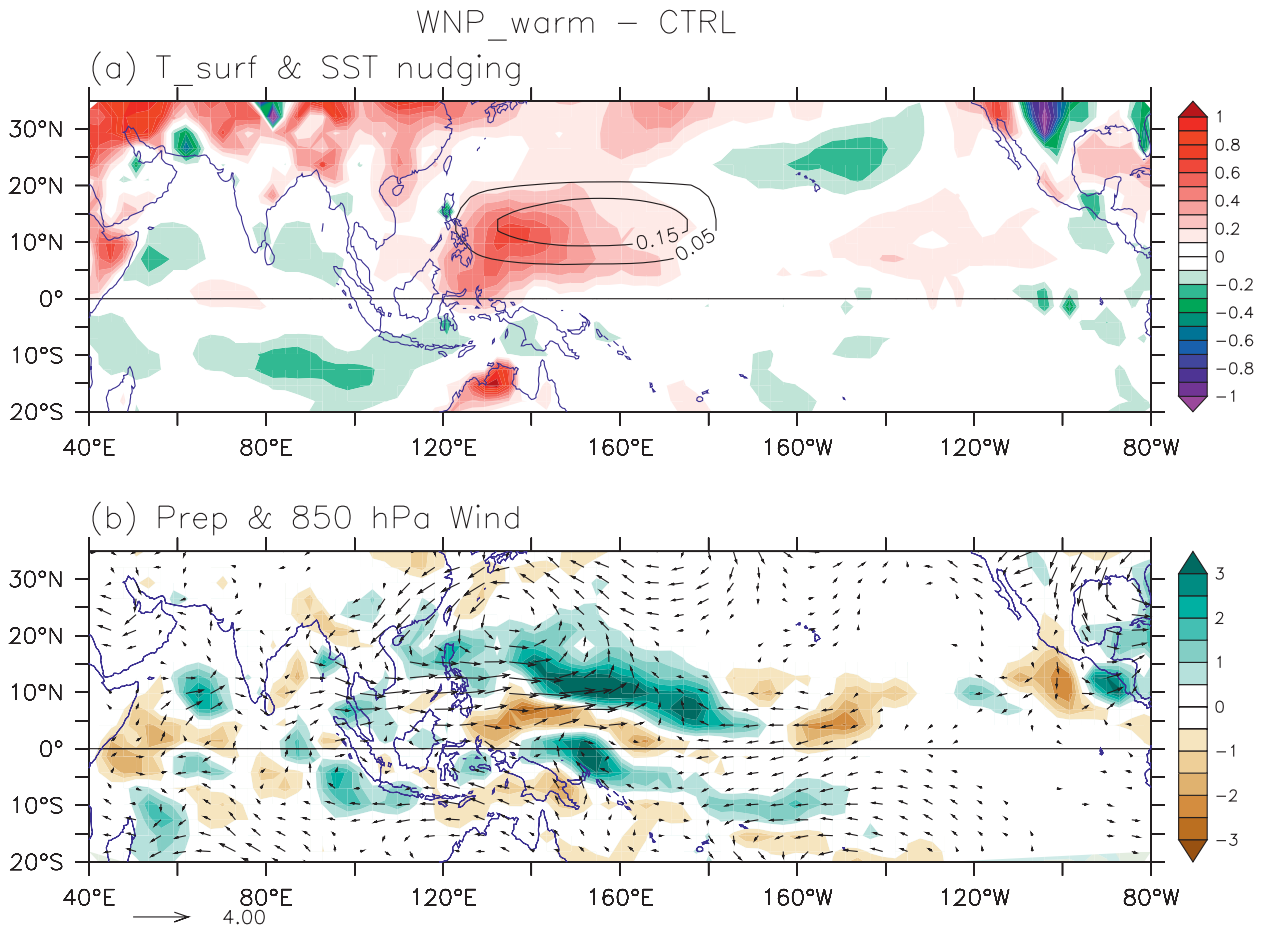 WNP_warm − CTRL
(a) T_surf & SST nudging
30°N
20°N
10°N
0°
10°S
20°S
0.15
0.05
40°E 80°E 120°E 160°E 160°W 120°W 80°W
1
0.8
0.6
0.4
0.2
0
−0.2
−0.4
−0.6
−0.8
−1
(b) Prep & 850 hPa Wind
30°N
20°N
10°N
0°
10°S
20°S
40°E 80°E 120°E 160°E 160°W 120°W 80°W
4.00
3
2
1
0
−1
−2
−3